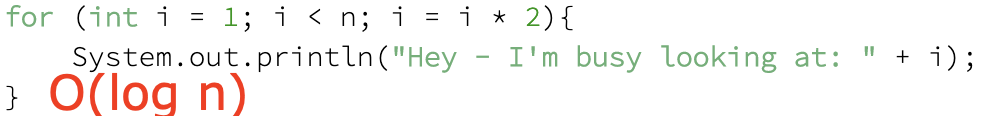 for (int i = 1; i < n; i = i * 2){
    System.out.println("Hey - I'm busy looking at: " + i);
} O(log n)